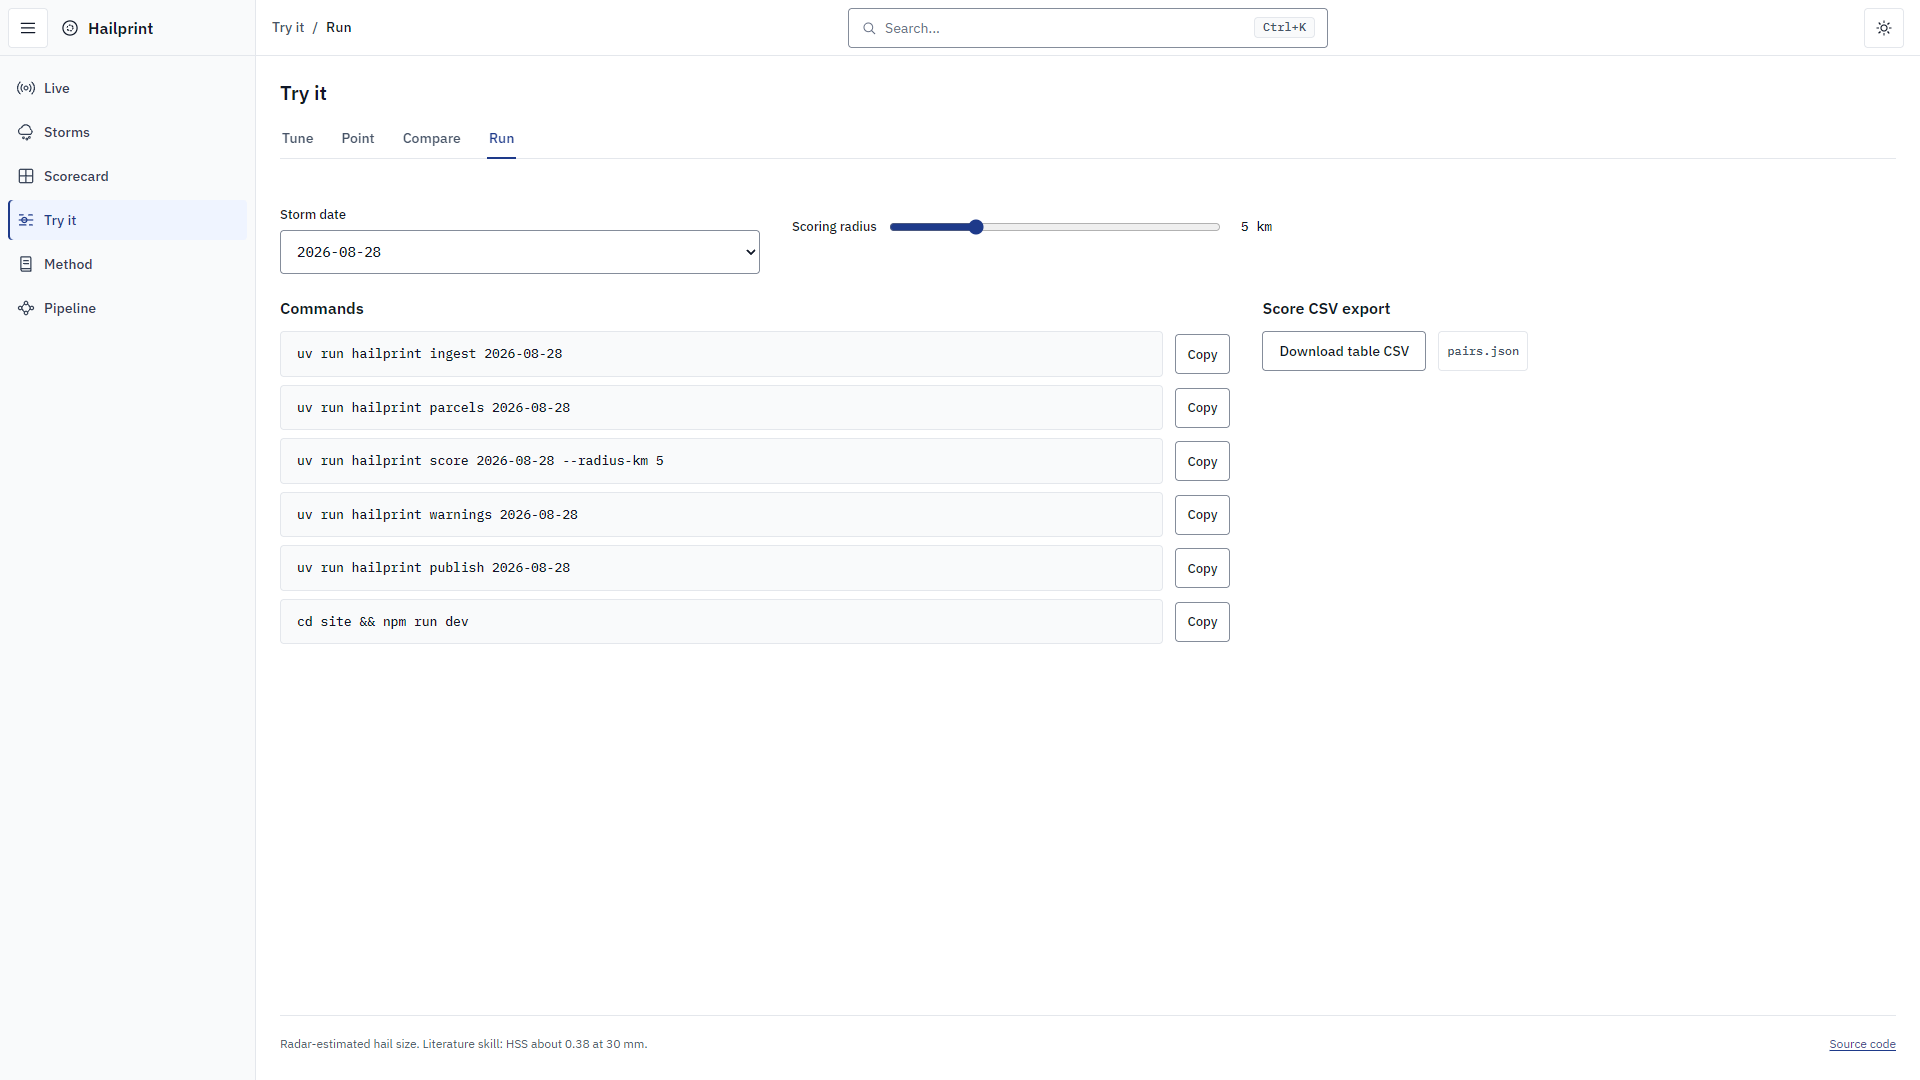 Hailprint
Try it / Run
Search...
Ctrl+K
Live
Storms
Scorecard
Try it
Method
Pipeline
Try it
Tune
Point
Compare
Run
Storm date
2026-08-28
Scoring radius
5 km
Commands
uv run hailprint ingest 2026-08-28
Copy
uv run hailprint parcels 2026-08-28
Copy
uv run hailprint score 2026-08-28 --radius-km 5
Copy
uv run hailprint warnings 2026-08-28
Copy
uv run hailprint publish 2026-08-28
Copy
cd site && npm run dev
Copy
Score CSV export
Download table CSV
pairs.json
Radar-estimated hail size. Literature skill: HSS about 0.38 at 30 mm.
Source code